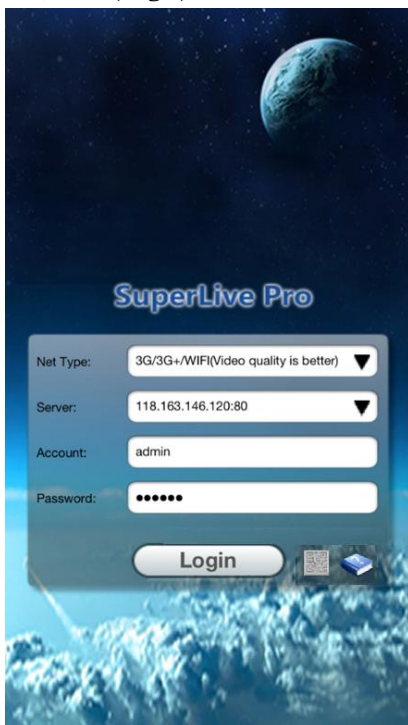 SuperLive Pro
Net Type: 3G/3G+/WIFI(Video quality is better)
Server: 118.163.146.120:80
Account: admin
Password: ●●●●●●
Login